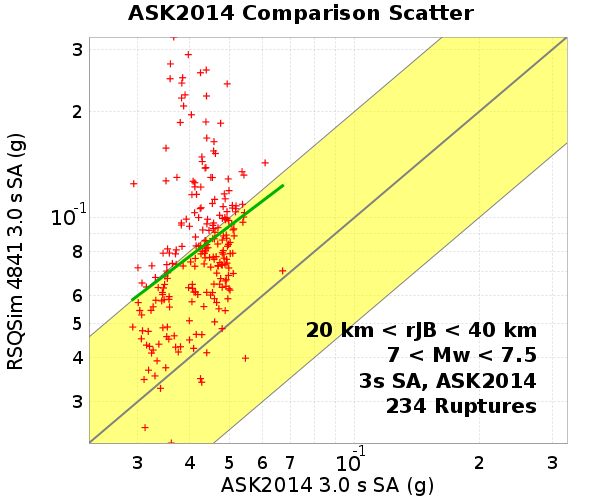 ASK2014 Comparison Scatter
RSQSim 4841 3.0 s SA (g)
3
2
10-1
8
6
5
4
3
20 km < rJB < 40 km
7 < Mw < 7.5
3s SA, ASK2014
234 Ruptures
3 4 5 6 7 10-1 2 3
ASK2014 3.0 s SA (g)